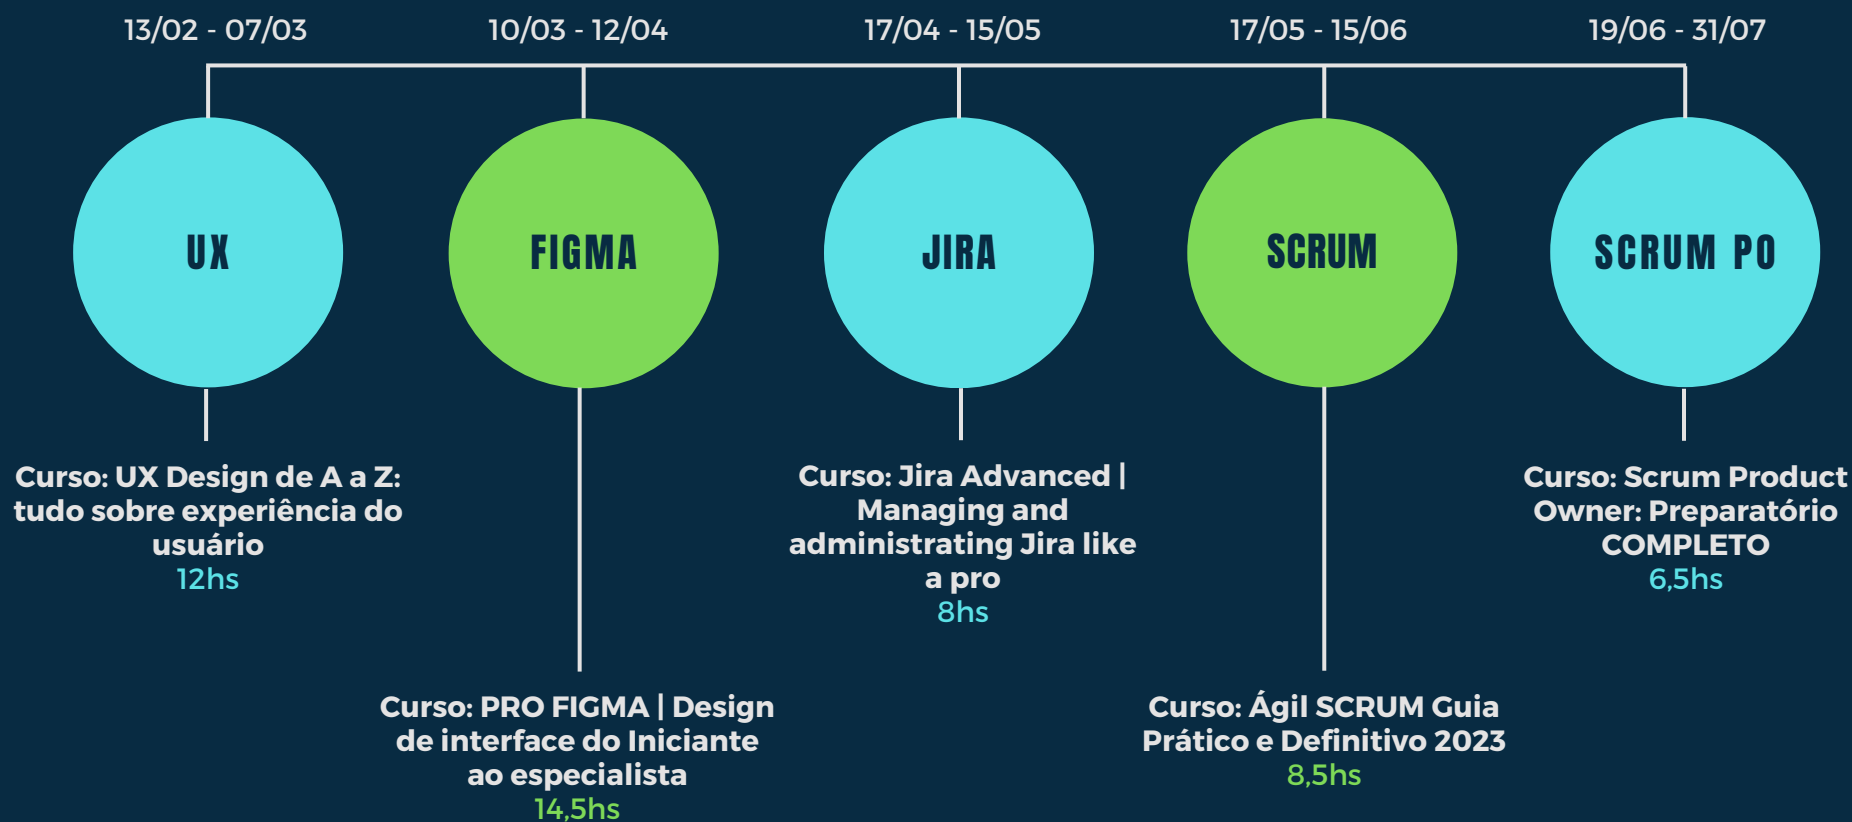 13/02 - 07/03
10/03 - 12/04
17/04 - 15/05
17/05 - 15/06
19/06 - 31/07
UX
FIGMA
JIRA
SCRUM
SCRUM PO
Curso: UX Design de A a Z:
tudo sobre experiência do
usuário
12hs
Curso: PRO FIGMA | Design
de interface do Iniciante
ao especialista
14,5hs
Curso: Jira Advanced |
Managing and
administrating Jira like
a pro
8hs
Curso: Ágil SCRUM Guia
Prático e Definitivo 2023
8,5hs
Curso: Scrum Product
Owner: Preparatório
COMPLETO
6,5hs